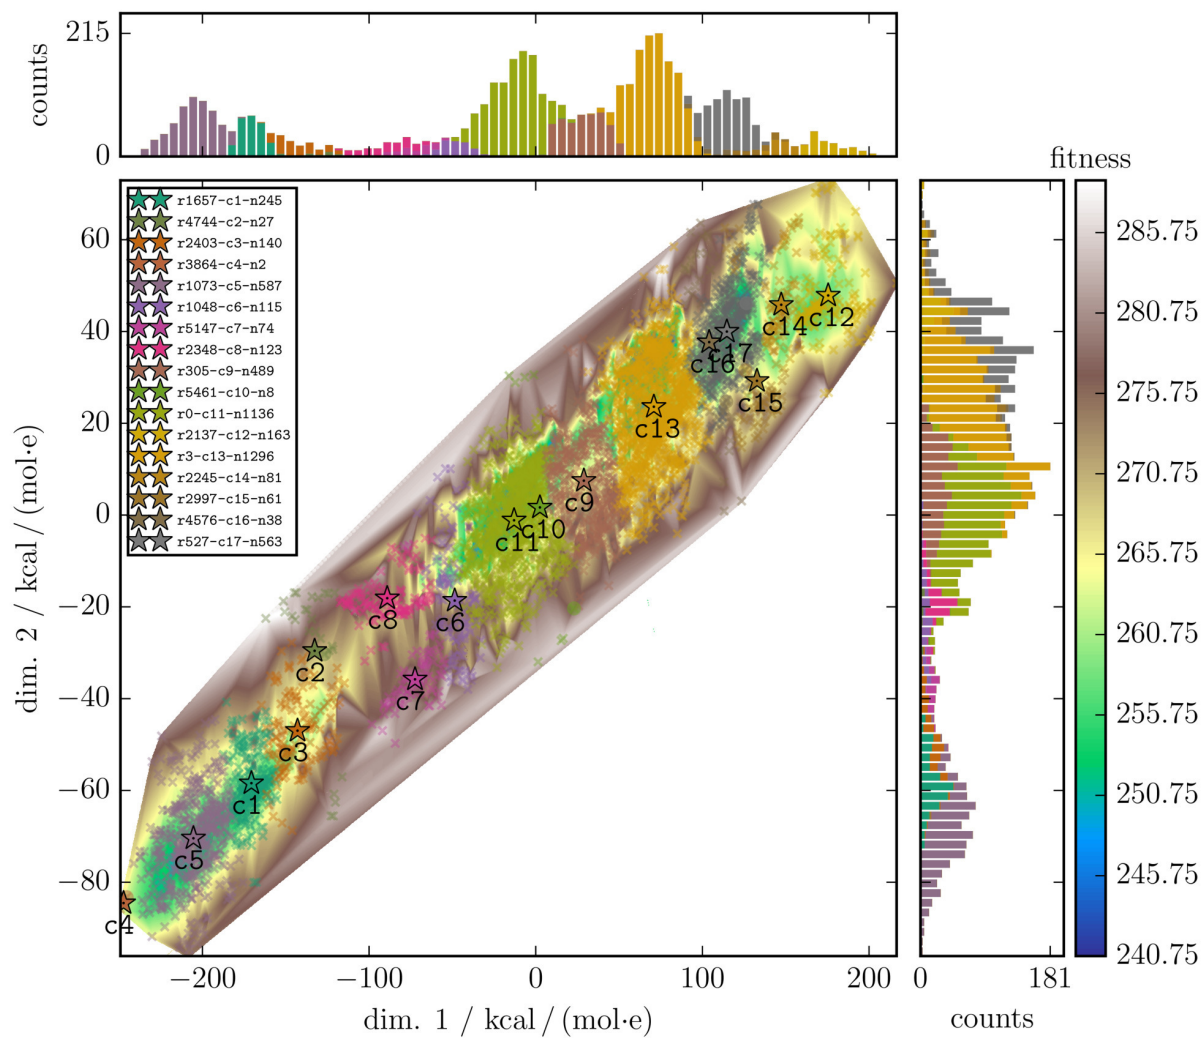 215
counts
0
fitness
r1657-c1-n245
r4744-c2-n27
r2403-c3-n140
r3864-c4-n2
r1073-c5-n587
r1048-c6-n115
r5147-c7-n74
r2348-c8-n123
r305-c9-n489
r5461-c10-n8
r0-c11-n1136
r2137-c12-n163
r3-c13-n1296
r2245-c14-n81
r2997-c15-n61
r4576-c16-n38
r527-c17-n563
60
40
20
0
−20
−40
−60
−80
dim. 2 / kcal/(mol·e)
c14
c12
c17
c16
c15
c13
c9
c10
c11
c8
c6
c2
c7
c3
c1
c5
c4
−200
−100
0
100
200
dim. 1 / kcal/(mol·e)
0
181
counts
285.75
280.75
275.75
270.75
265.75
260.75
255.75
250.75
245.75
240.75